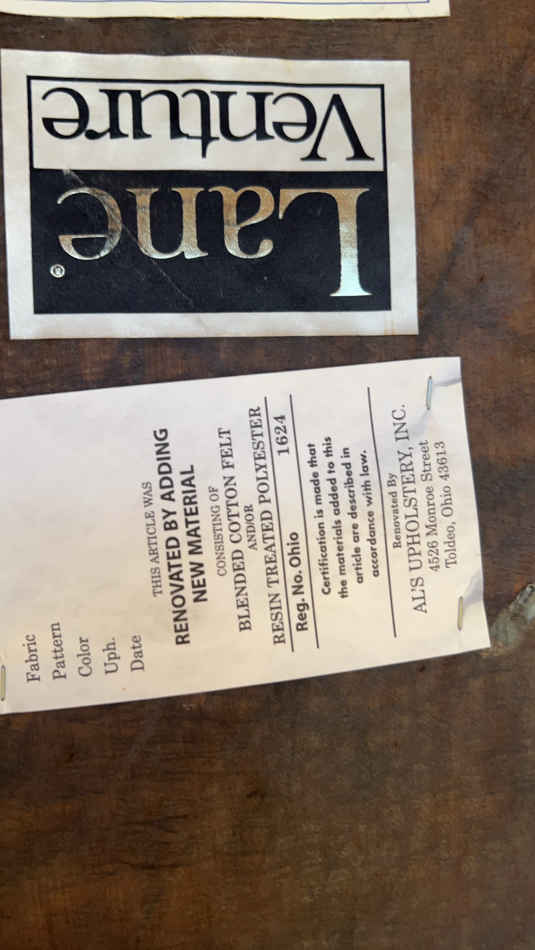 Lane®
Venture
Fabric
Pattern
Color
Uph.
Date
THIS ARTICLE WAS
RENOVATED BY ADDING
NEW MATERIAL
CONSISTING OF
BLENDED COTTON FELT
AND/OR
RESIN TREATED POLYESTER
Reg. No. Ohio 1624
Certification is made that
the materials added to this
article are described in
accordance with law.
Renovated By
AL'S UPHOLSTERY, INC.
4526 Monroe Street
Toldeo, Ohio 43613